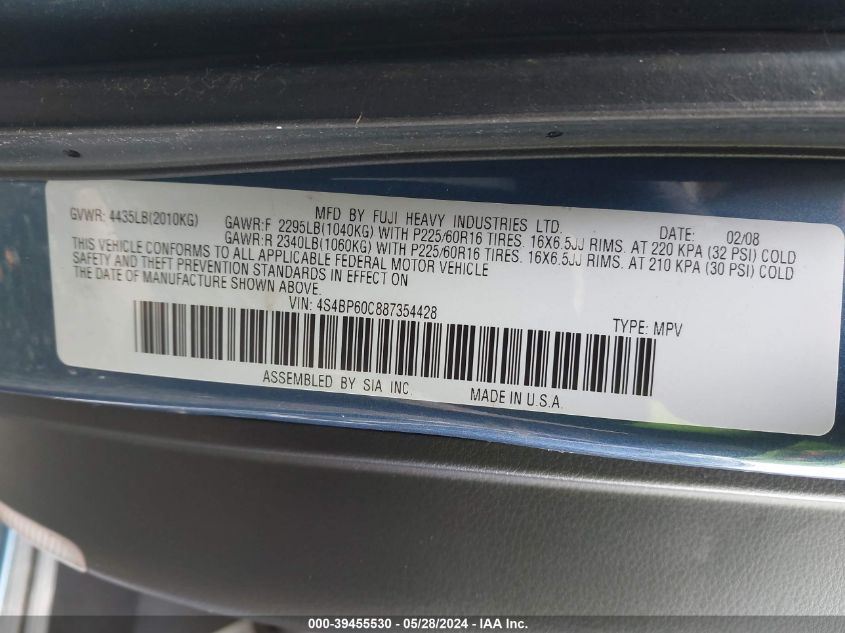 MFD BY FUJI HEAVY INDUSTRIES LTD. DATE: 02/08
GVWR: 4435LB(2010KG) GAWR:F 2295LB(1040KG) WITH P225/60R16 TIRES. 16X6.5JJ RIMS. AT 220 KPA (32 PSI) COLD
GAWR:R 2340LB(1060KG) WITH P225/60R16 TIRES. 16X6.5JJ RIMS. AT 210 KPA (30 PSI) COLD
THIS VEHICLE CONFORMS TO ALL APPLICABLE FEDERAL MOTOR VEHICLE
SAFETY AND THEFT PREVENTION STANDARDS IN EFFECT ON
THE DATE OF MANUFACTURE SHOWN ABOVE.
VIN: 4S4BP60C887354428 TYPE: MPV
ASSEMBLED BY SIA INC. MADE IN U.S.A.
000-39455530 - 05/28/2024 - IAA Inc.